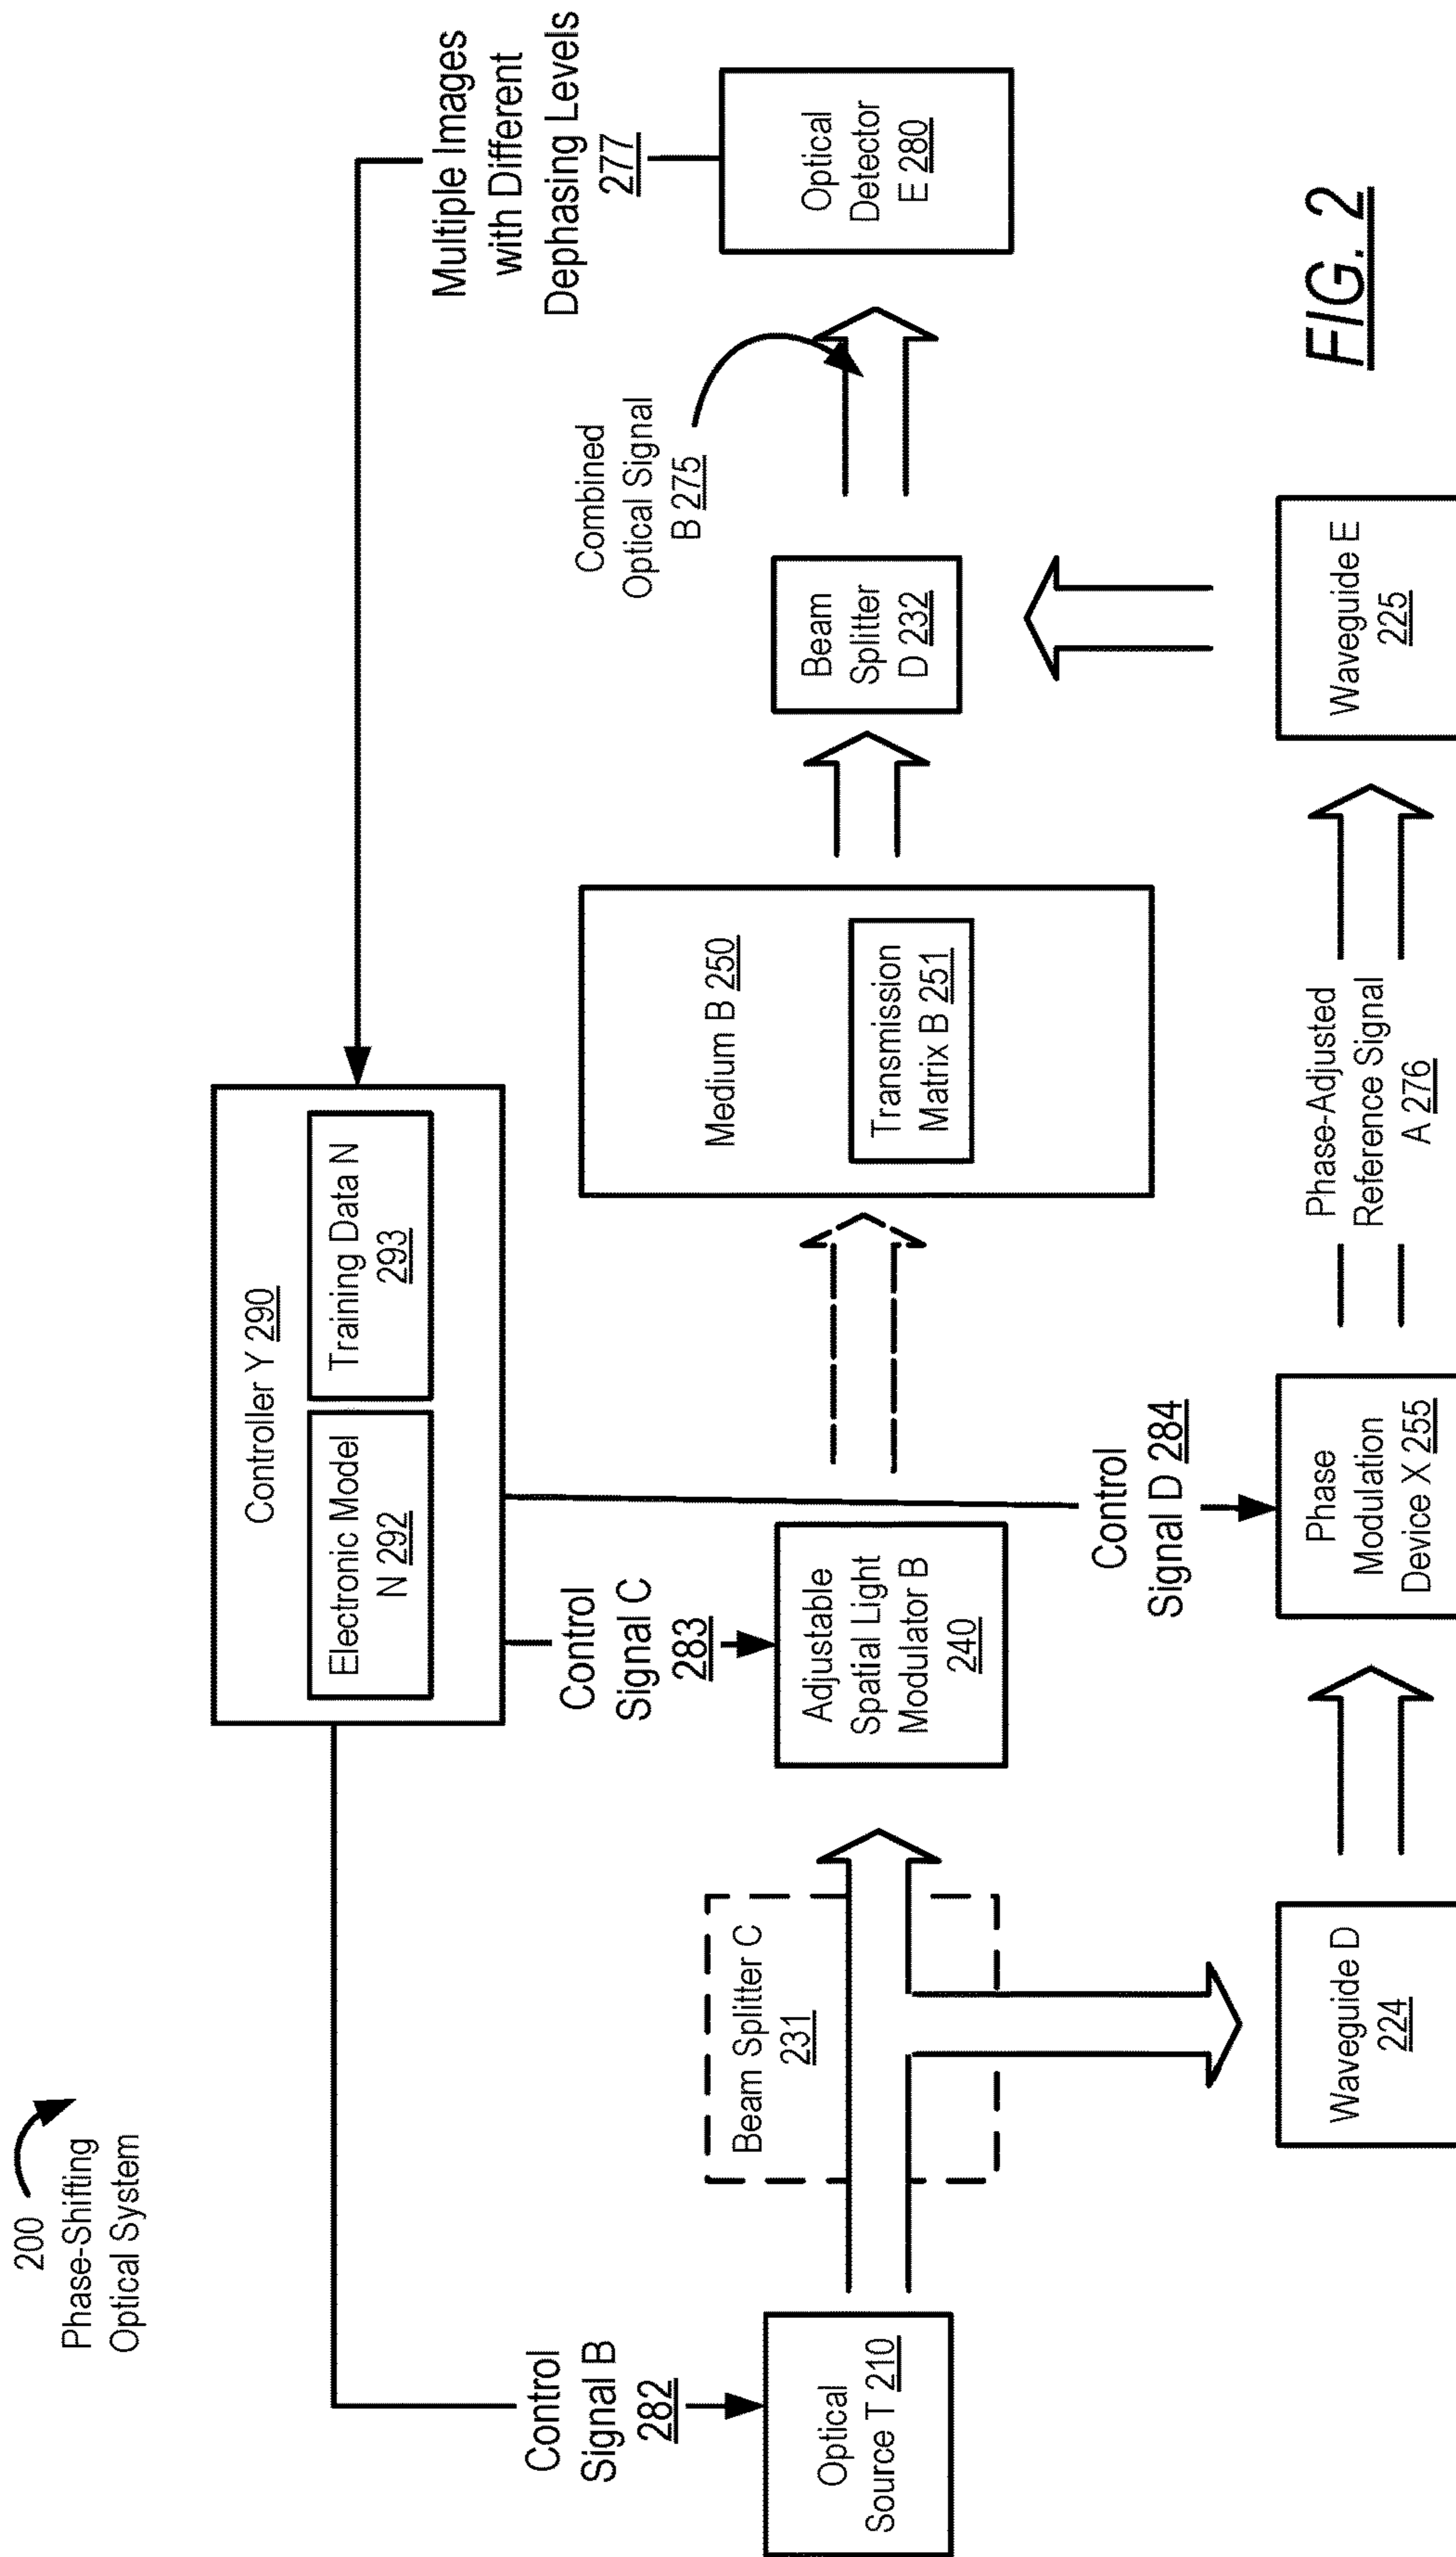 200
Phase-Shifting
Optical System
Controller Y 290
Electronic Model
N 292
Training Data N
293
Multiple Images
with Different
Dephasing Levels
277
Control
Signal B
282
Control
Signal C
283
Control
Signal D 284
Optical
Source T 210
Beam Splitter C
231
Adjustable
Spatial Light
Modulator B
240
Medium B 250
Transmission
Matrix B 251
Beam
Splitter
D 232
Combined
Optical Signal
B 275
Optical
Detector
E 280
Waveguide D
224
Phase
Modulation
Device X 255
Phase-Adjusted
Reference Signal
A 276
Waveguide E
225
FIG. 2